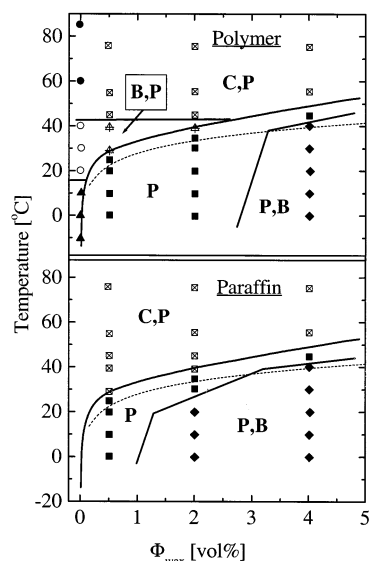 Polymer
C,P
B,P
P
P,B
80
60
40
20
0
Temperature [°C]
Paraffin
C,P
P
P,B
80
60
40
20
0
-20
0 1 2 3 4 5
Φwax [vol%]